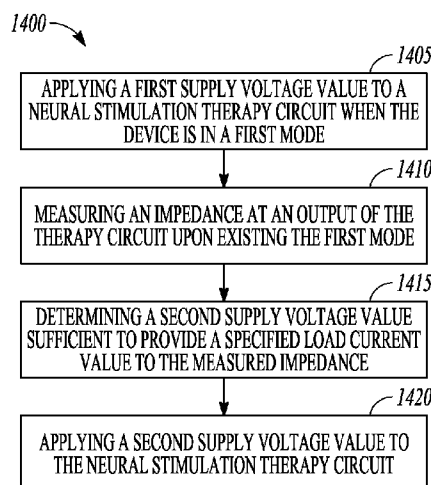 1400
1405
APPLYING A FIRST SUPPLY VOLTAGE VALUE TO A
NEURAL STIMULATION THERAPY CIRCUIT WHEN THE
DEVICE IS IN A FIRST MODE
1410
MEASURING AN IMPEDANCE AT AN OUTPUT OF THE
THERAPY CIRCUIT UPON EXISTING THE FIRST MODE
1415
DETERMINING A SECOND SUPPLY VOLTAGE VALUE
SUFFICIENT TO PROVIDE A SPECIFIED LOAD CURRENT
VALUE TO THE MEASURED IMPEDANCE
1420
APPLYING A SECOND SUPPLY VOLTAGE VALUE TO
THE NEURAL STIMULATION THERAPY CIRCUIT